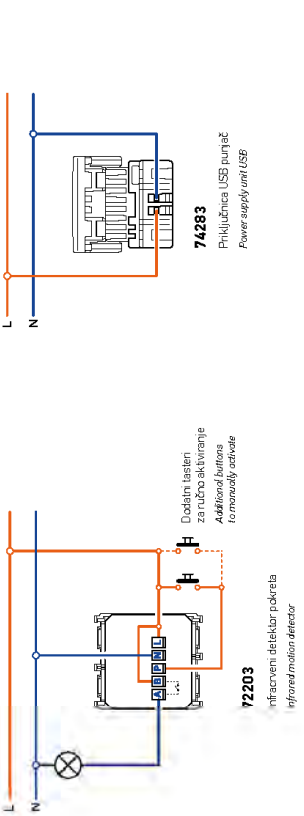 L
N
74283
Priključnica USB punjač
Power supply unit USB
L
N
A B P N L
Dodatni tasteri
za ručno aktiviranje
Additional buttons
to manually activate
72203
Infracrveni detektor pokreta
Infrared motion detector